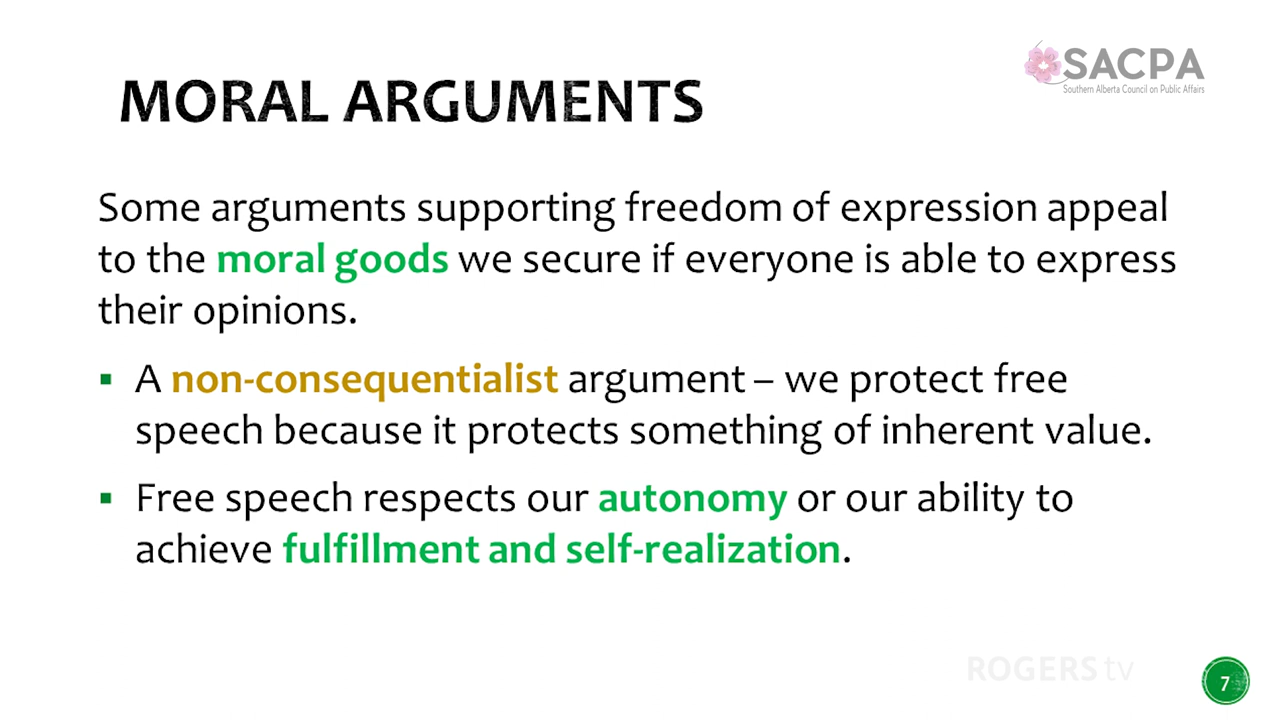 SACPA
Southern Alberta Council on Public Affairs
MORAL ARGUMENTS
Some arguments supporting freedom of expression appeal
to the moral goods we secure if everyone is able to express
their opinions.
▪ A non-consequentialist argument – we protect free
speech because it protects something of inherent value.
▪ Free speech respects our autonomy or our ability to
achieve fulfillment and self-realization.
ROGERS tv
7